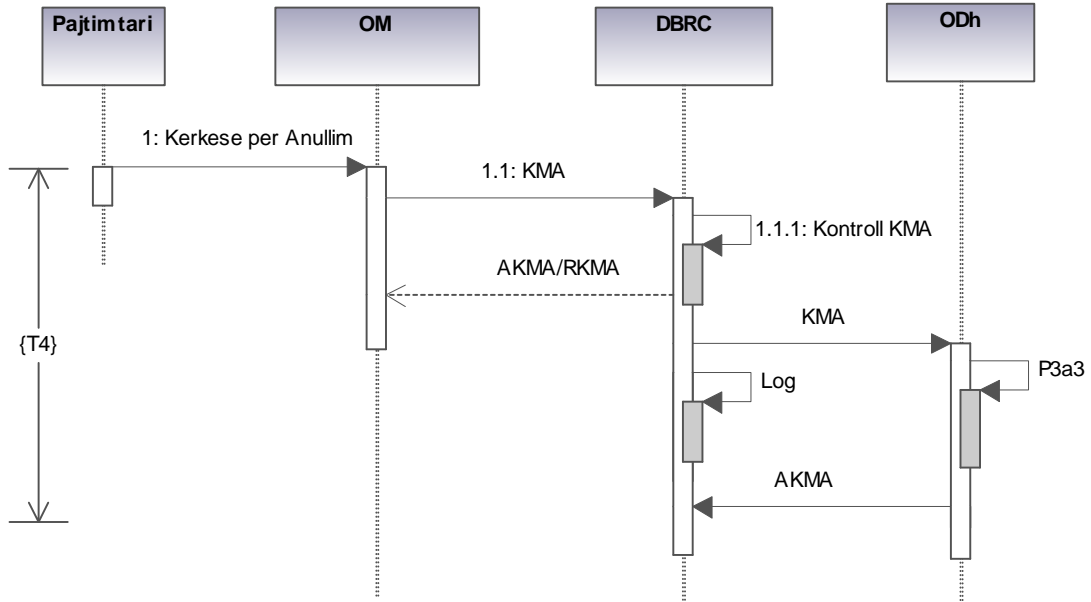 Pajtimtari
OM
DBRC
ODh
1: Kerkese per Anullim
1.1: KMA
1.1.1: Kontroll KMA
AKMA/RKMA
KMA
{T4}
P3a3
Log
AKMA